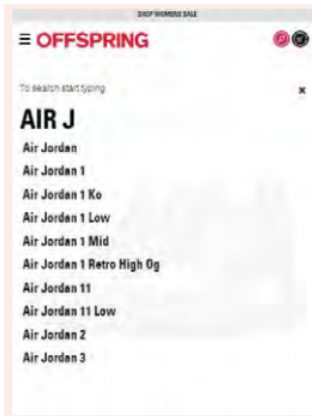 SHOP WOMENS SALE
OFFSPRING
To search start typing
AIR J
Air Jordan
Air Jordan 1
Air Jordan 1 Ko
Air Jordan 1 Low
Air Jordan 1 Mid
Air Jordan 1 Retro High Og
Air Jordan 11
Air Jordan 11 Low
Air Jordan 2
Air Jordan 3